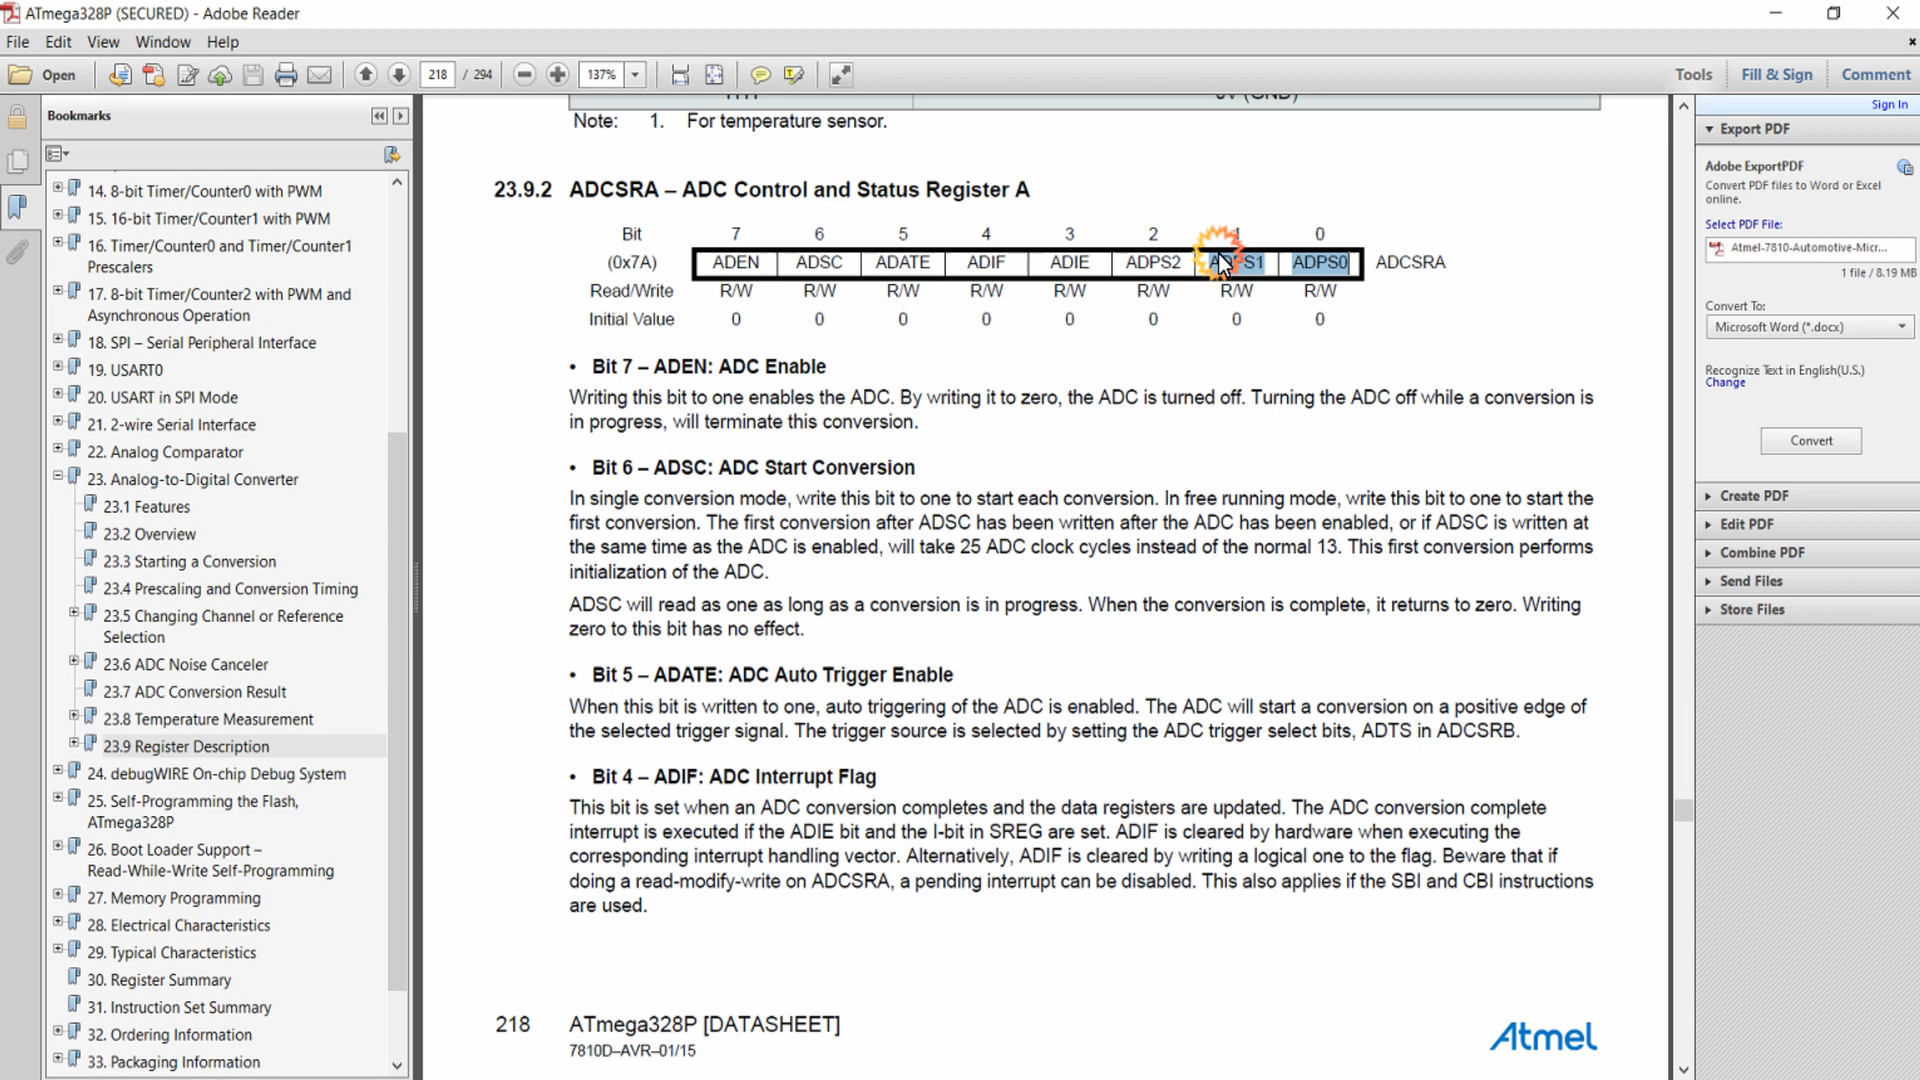 ATmega328P (SECURED) - Adobe Reader
File Edit View Window Help
Open 218 / 294 137% Tools Fill & Sign Comment
Sign In
Bookmarks
14. 8-bit Timer/Counter0 with PWM
15. 16-bit Timer/Counter1 with PWM
16. Timer/Counter0 and Timer/Counter1
Prescalers
17. 8-bit Timer/Counter2 with PWM and
Asynchronous Operation
18. SPI – Serial Peripheral Interface
19. USART0
20. USART in SPI Mode
21. 2-wire Serial Interface
22. Analog Comparator
23. Analog-to-Digital Converter
23.1 Features
23.2 Overview
23.3 Starting a Conversion
23.4 Prescaling and Conversion Timing
23.5 Changing Channel or Reference
Selection
23.6 ADC Noise Canceler
23.7 ADC Conversion Result
23.8 Temperature Measurement
23.9 Register Description
24. debugWIRE On-chip Debug System
25. Self-Programming the Flash,
ATmega328P
26. Boot Loader Support –
Read-While-Write Self-Programming
27. Memory Programming
28. Electrical Characteristics
29. Typical Characteristics
30. Register Summary
31. Instruction Set Summary
32. Ordering Information
33. Packaging Information
Note: 1. For temperature sensor.
23.9.2 ADCSRA – ADC Control and Status Register A
Bit 7 6 5 4 3 2 1 0
(0x7A) ADEN ADSC ADATE ADIF ADIE ADPS2 ADPS1 ADPS0 ADCSRA
Read/Write R/W R/W R/W R/W R/W R/W R/W R/W
Initial Value 0 0 0 0 0 0 0 0
• Bit 7 – ADEN: ADC Enable
Writing this bit to one enables the ADC. By writing it to zero, the ADC is turned off. Turning the ADC off while a conversion is
in progress, will terminate this conversion.
• Bit 6 – ADSC: ADC Start Conversion
In single conversion mode, write this bit to one to start each conversion. In free running mode, write this bit to one to start the
first conversion. The first conversion after ADSC has been written after the ADC has been enabled, or if ADSC is written at
the same time as the ADC is enabled, will take 25 ADC clock cycles instead of the normal 13. This first conversion performs
initialization of the ADC.
ADSC will read as one as long as a conversion is in progress. When the conversion is complete, it returns to zero. Writing
zero to this bit has no effect.
• Bit 5 – ADATE: ADC Auto Trigger Enable
When this bit is written to one, auto triggering of the ADC is enabled. The ADC will start a conversion on a positive edge of
the selected trigger signal. The trigger source is selected by setting the ADC trigger select bits, ADTS in ADCSRB.
• Bit 4 – ADIF: ADC Interrupt Flag
This bit is set when an ADC conversion completes and the data registers are updated. The ADC conversion complete
interrupt is executed if the ADIE bit and the I-bit in SREG are set. ADIF is cleared by hardware when executing the
corresponding interrupt handling vector. Alternatively, ADIF is cleared by writing a logical one to the flag. Beware that if
doing a read-modify-write on ADCSRA, a pending interrupt can be disabled. This also applies if the SBI and CBI instructions
are used.
218 ATmega328P [DATASHEET]
7810D–AVR–01/15
Atmel
Export PDF
Adobe ExportPDF
Convert PDF files to Word or Excel
online.
Select PDF File:
Atmel-7810-Automotive-Micr...
1 file / 8.19 MB
Convert To:
Microsoft Word (*.docx)
Recognize Text in English(U.S.)
Change
Convert
Create PDF
Edit PDF
Combine PDF
Send Files
Store Files